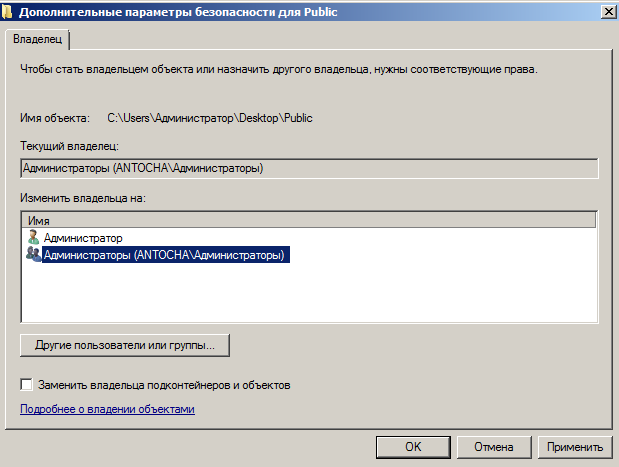 Дополнительные параметры безопасности для Public
Владелец
Чтобы стать владельцем объекта или назначить другого владельца, нужны соответствующие права.
Имя объекта: C:\Users\Администратор\Desktop\Public
Текущий владелец:
Администраторы (ANTOCHA\Администраторы)
Изменить владельца на:
Имя
Администратор
Администраторы (ANTOCHA\Администраторы)
Другие пользователи или группы...
Заменить владельца подконтейнеров и объектов
Подробнее о владении объектами
OK Отмена Применить